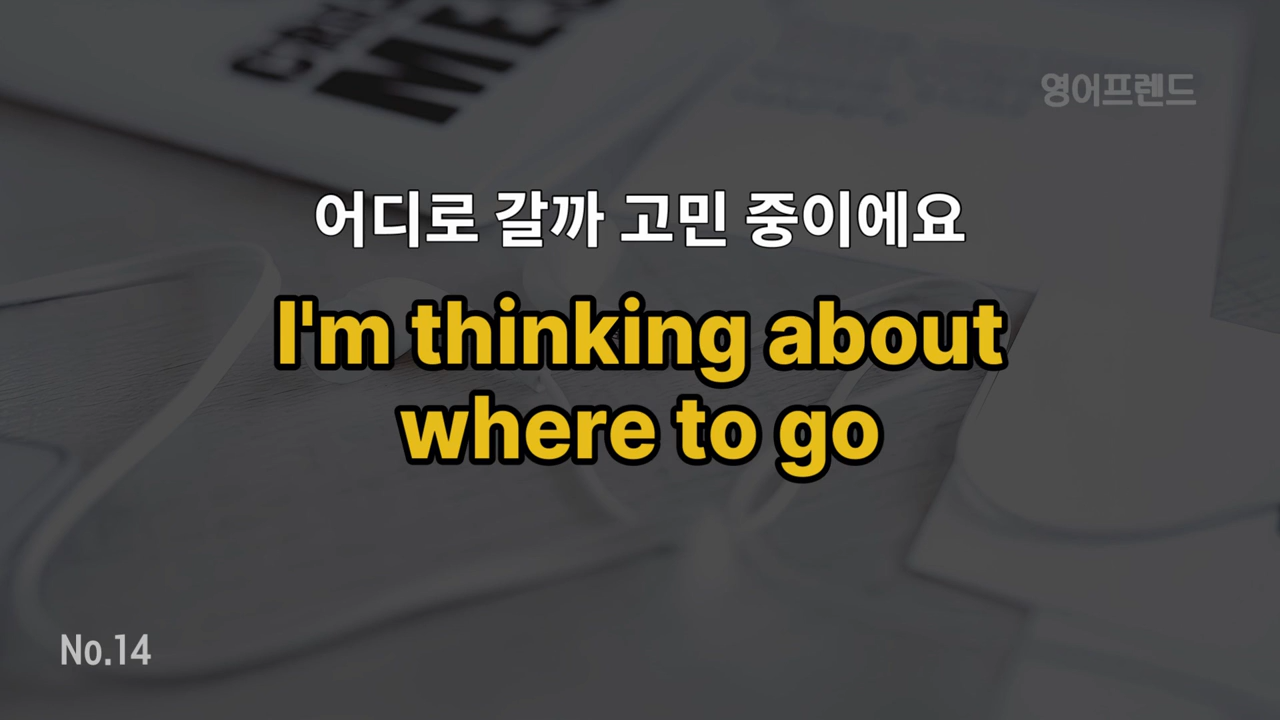 ME
영어프렌드
어디로 갈까 고민 중이에요
I'm thinking about
where to go
No.14